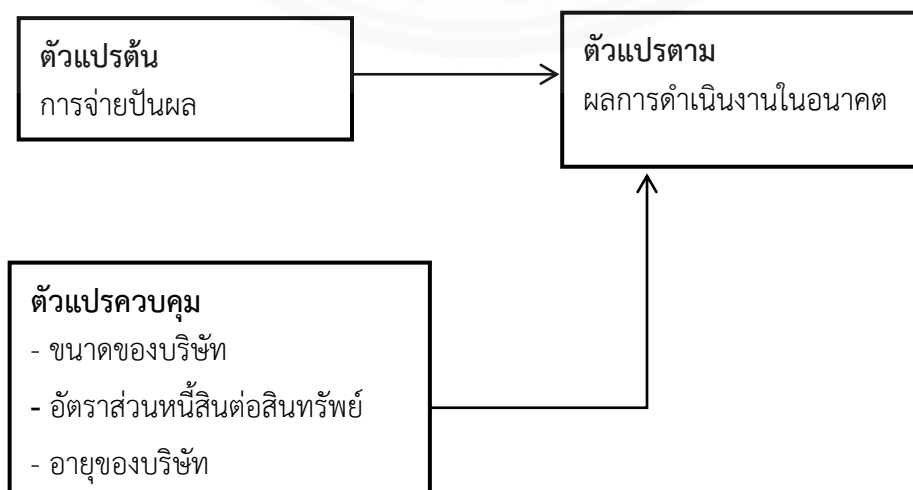 ตัวแปรต้น
การจ่ายปันผล
ตัวแปรตาม
ผลการดำเนินงานในอนาคต
ตัวแปรควบคุม
- ขนาดของบริษัท
- อัตราส่วนหนี้สินต่อสินทรัพย์
- อายุของบริษัท